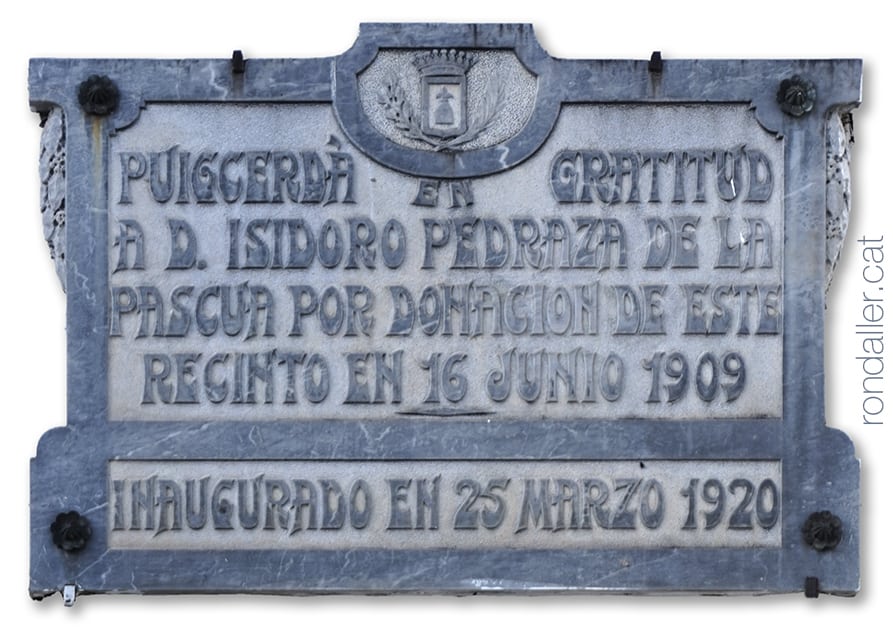 PUIGCERDÀ EN GRATITUD
A D. ISIDORO PEDRAZA DE LA
PASCUA POR DONACION DE ESTE
RECINTO EN 16 JUNIO 1909
INAUGURADO EN 25 MARZO 1920
rondaller.cat